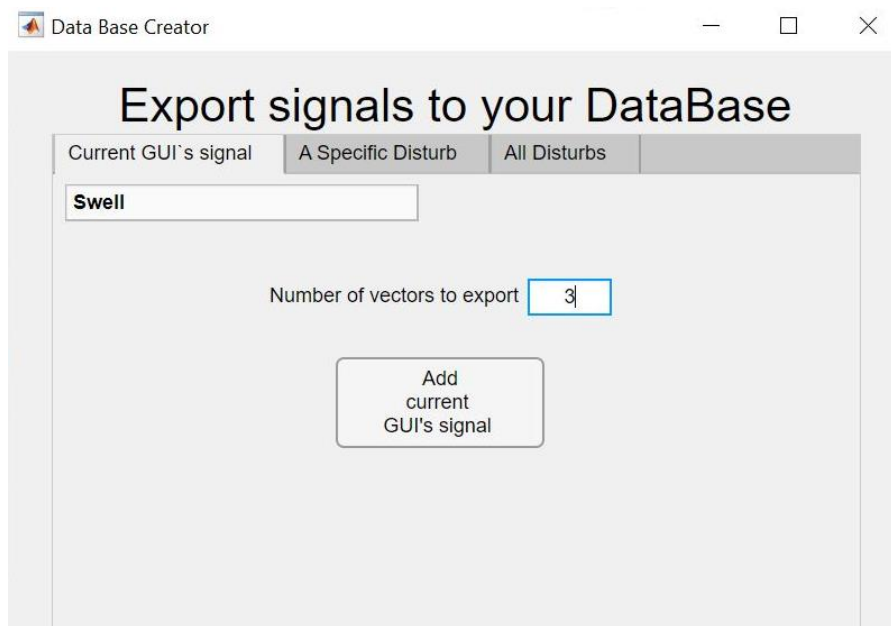 Data Base Creator
Export signals to your DataBase
Current GUI`s signal A Specific Disturb All Disturbs
Swell
Number of vectors to export 3
Add
current
GUI's signal